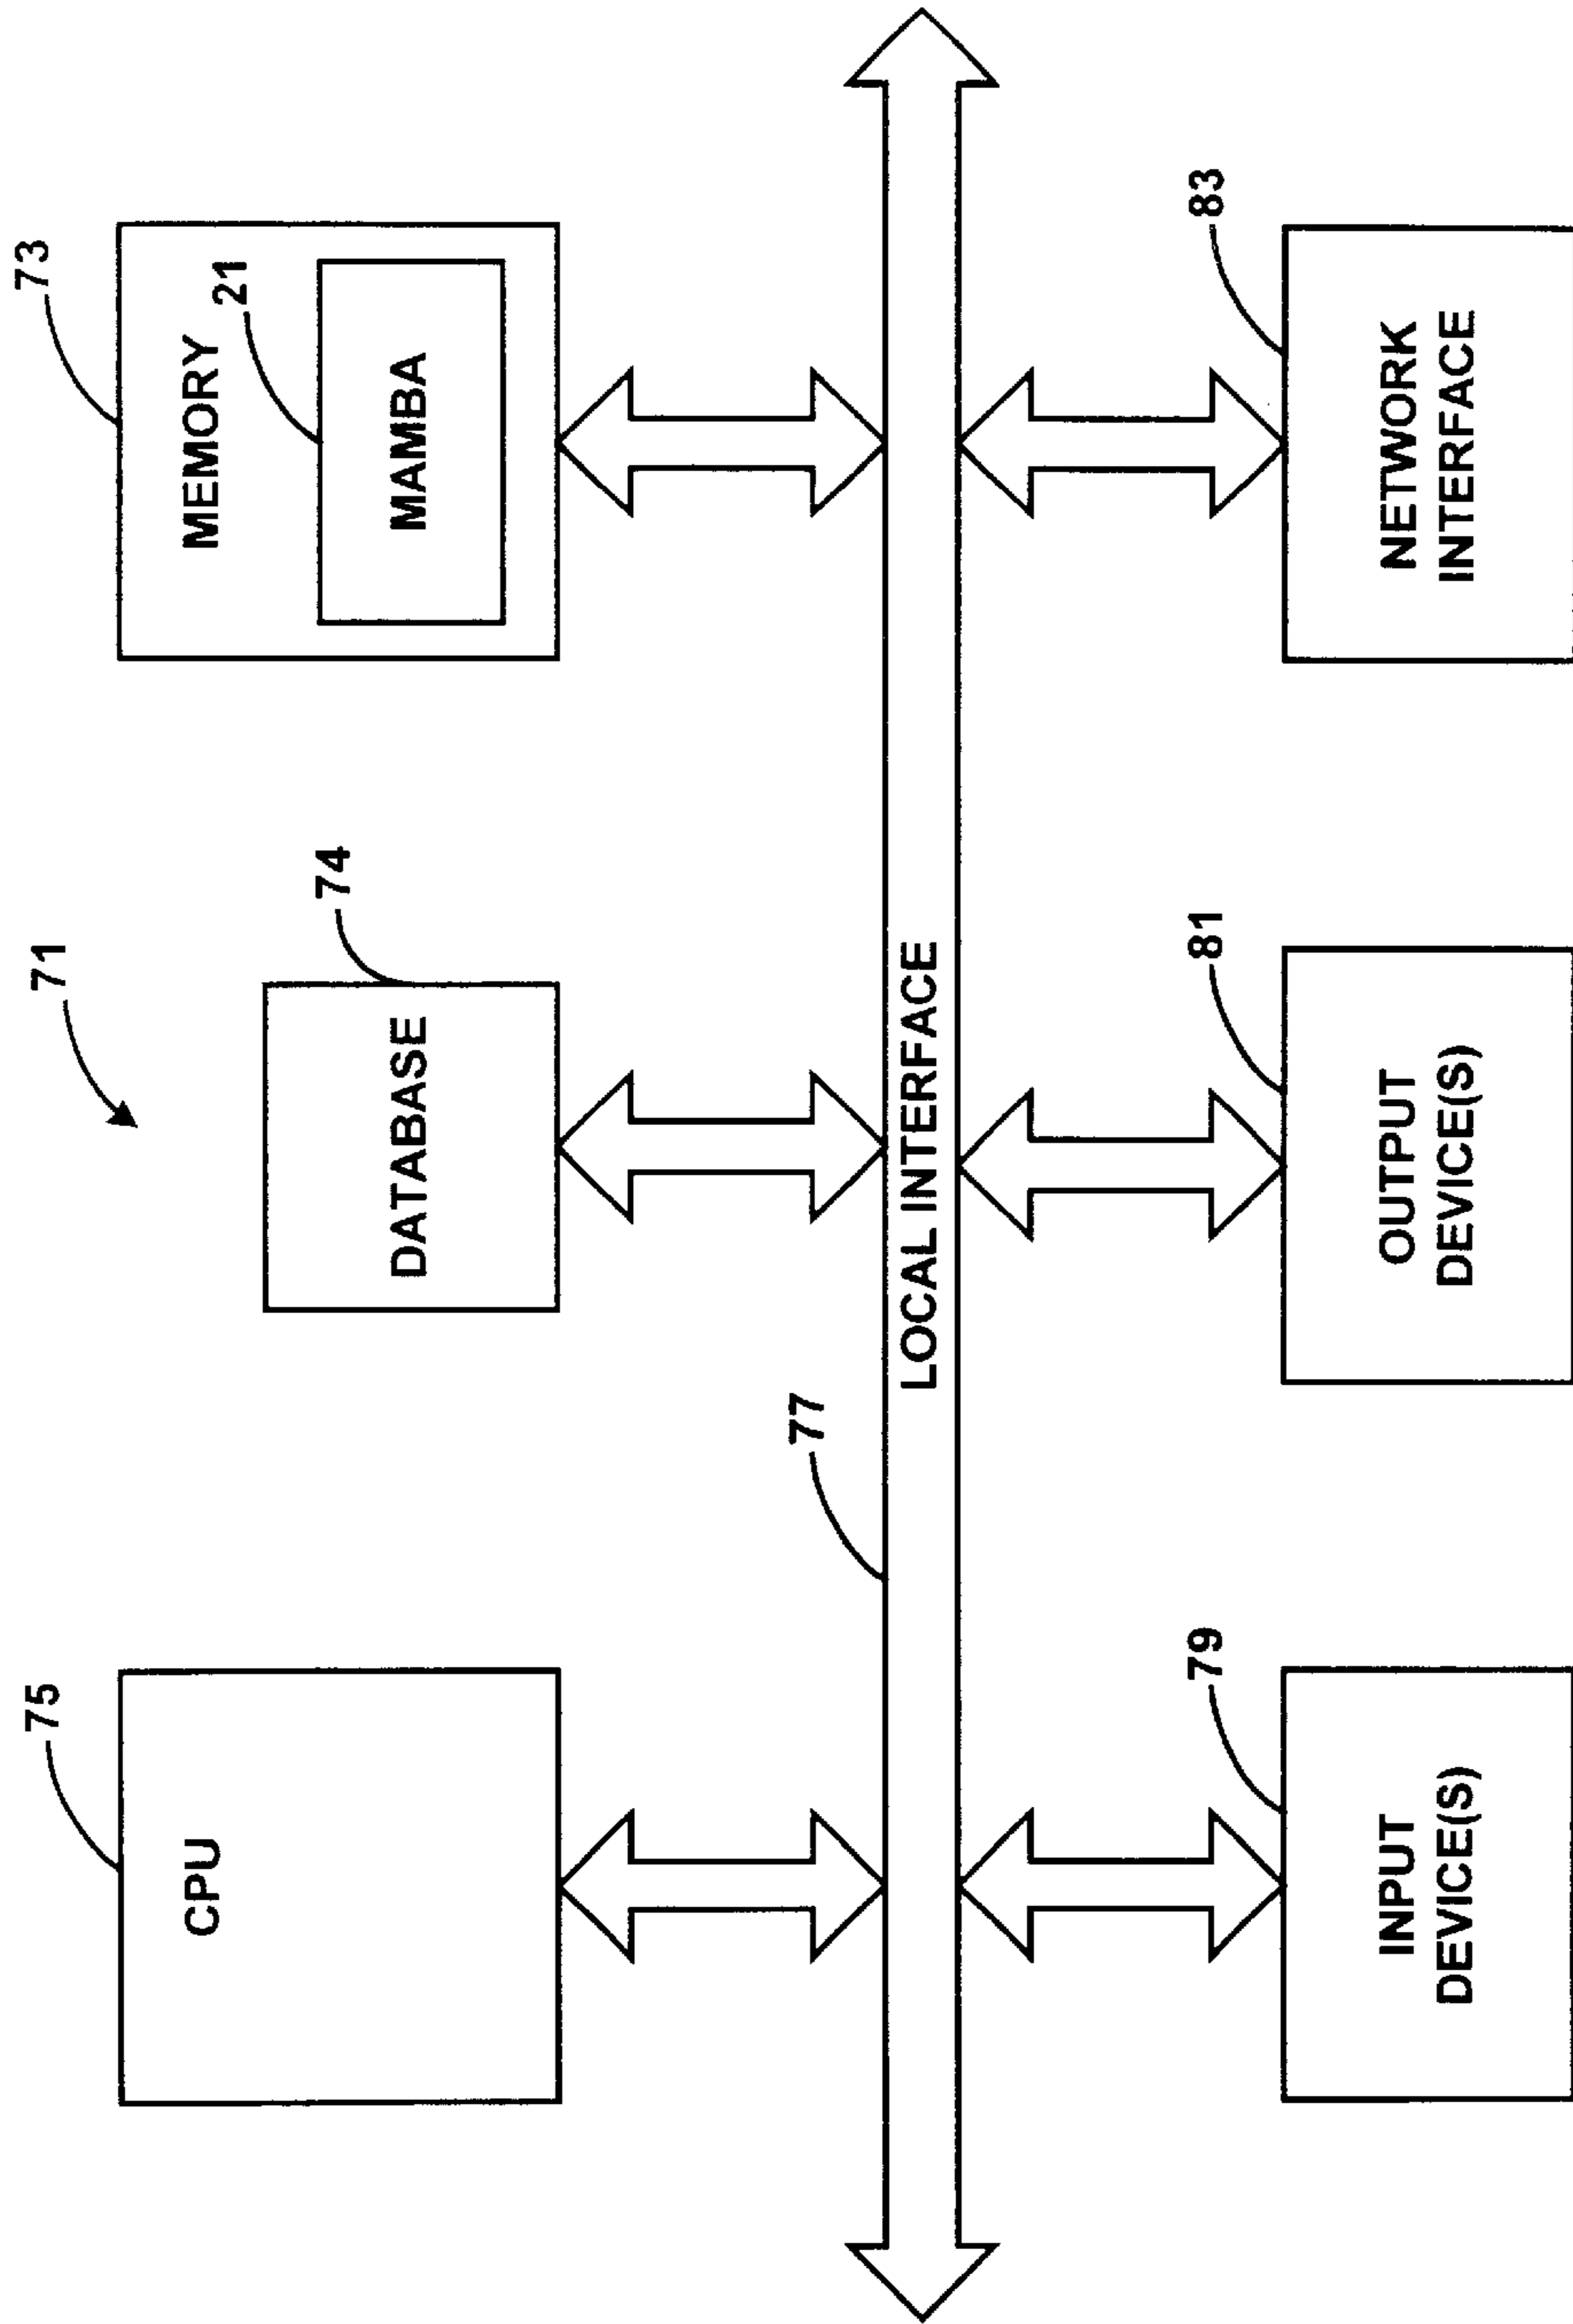 71
75
CPU
74
DATABASE
73
MEMORY
21
MAMBA
77
LOCAL INTERFACE
79
INPUT
DEVICE(S)
81
OUTPUT
DEVICE(S)
83
NETWORK
INTERFACE